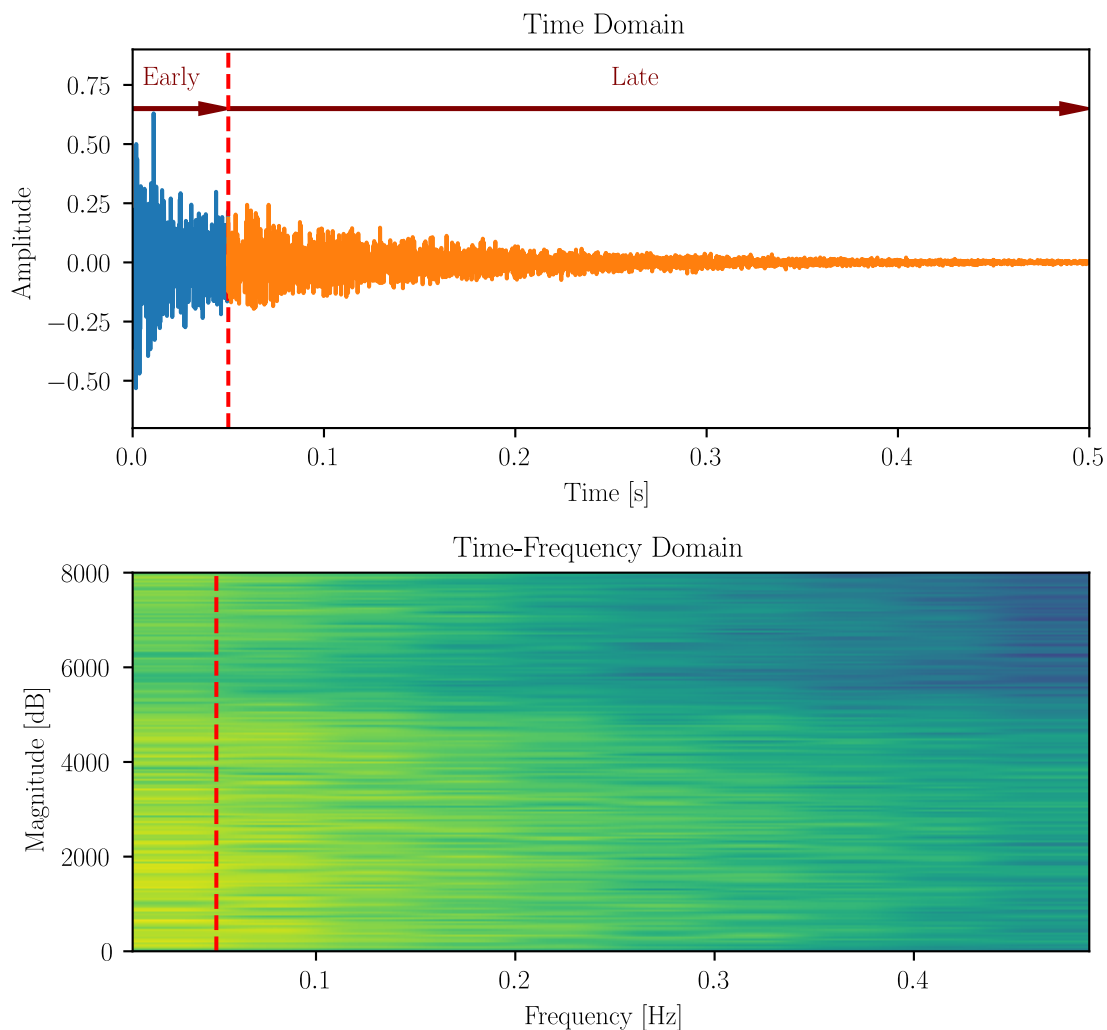 Time Domain
Early
Late
0.75
0.50
0.25
0.00
−0.25
−0.50
Amplitude
0.0 0.1 0.2 0.3 0.4 0.5
Time [s]
Time-Frequency Domain
8000
6000
4000
2000
0
Magnitude [dB]
0.1 0.2 0.3 0.4
Frequency [Hz]